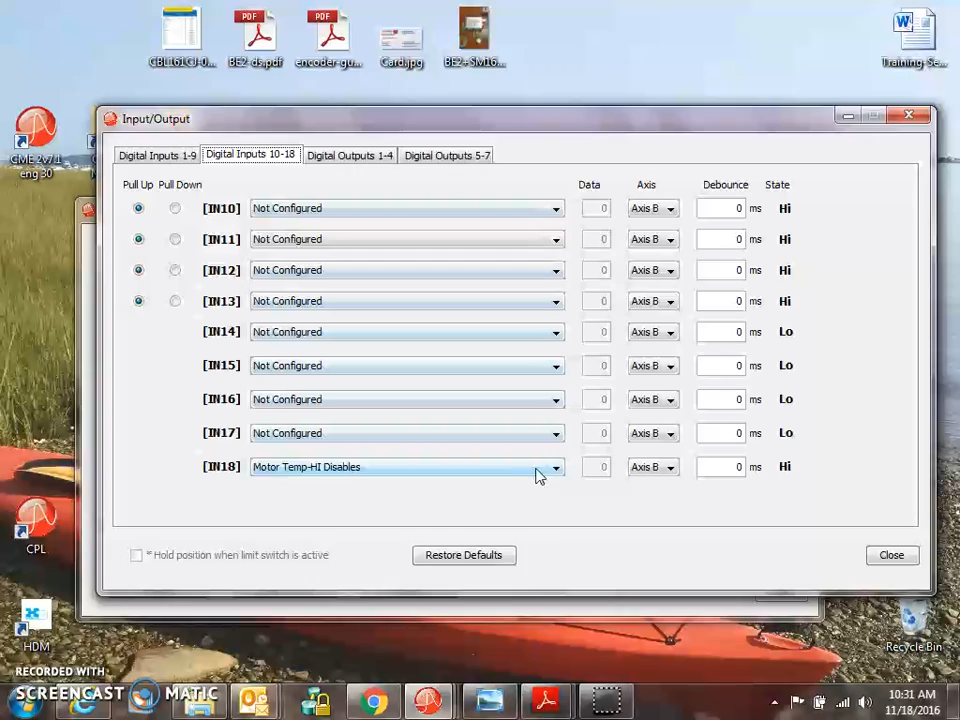 CBL161CJ-0...
BE2-ds.pdf
encoder-gu...
Card.jpg
BE2+SM16...
Training-Se...
CME 2v7.1
eng 30
Input/Output
Digital Inputs 1-9
Digital Inputs 10-18
Digital Outputs 1-4
Digital Outputs 5-7
Pull Up Pull Down Data Axis Debounce State
[IN10] Not Configured 0 Axis B 0 ms Hi
[IN11] Not Configured 0 Axis B 0 ms Hi
[IN12] Not Configured 0 Axis B 0 ms Hi
[IN13] Not Configured 0 Axis B 0 ms Hi
[IN14] Not Configured 0 Axis B 0 ms Lo
[IN15] Not Configured 0 Axis B 0 ms Lo
[IN16] Not Configured 0 Axis B 0 ms Lo
[IN17] Not Configured 0 Axis B 0 ms Lo
[IN18] Motor Temp-HI Disables 0 Axis B 0 ms Hi
* Hold position when limit switch is active
Restore Defaults
Close
CPL
HDM
Recycle Bin
RECORDED WITH
SCREENCAST MATIC
10:31 AM
11/18/2016